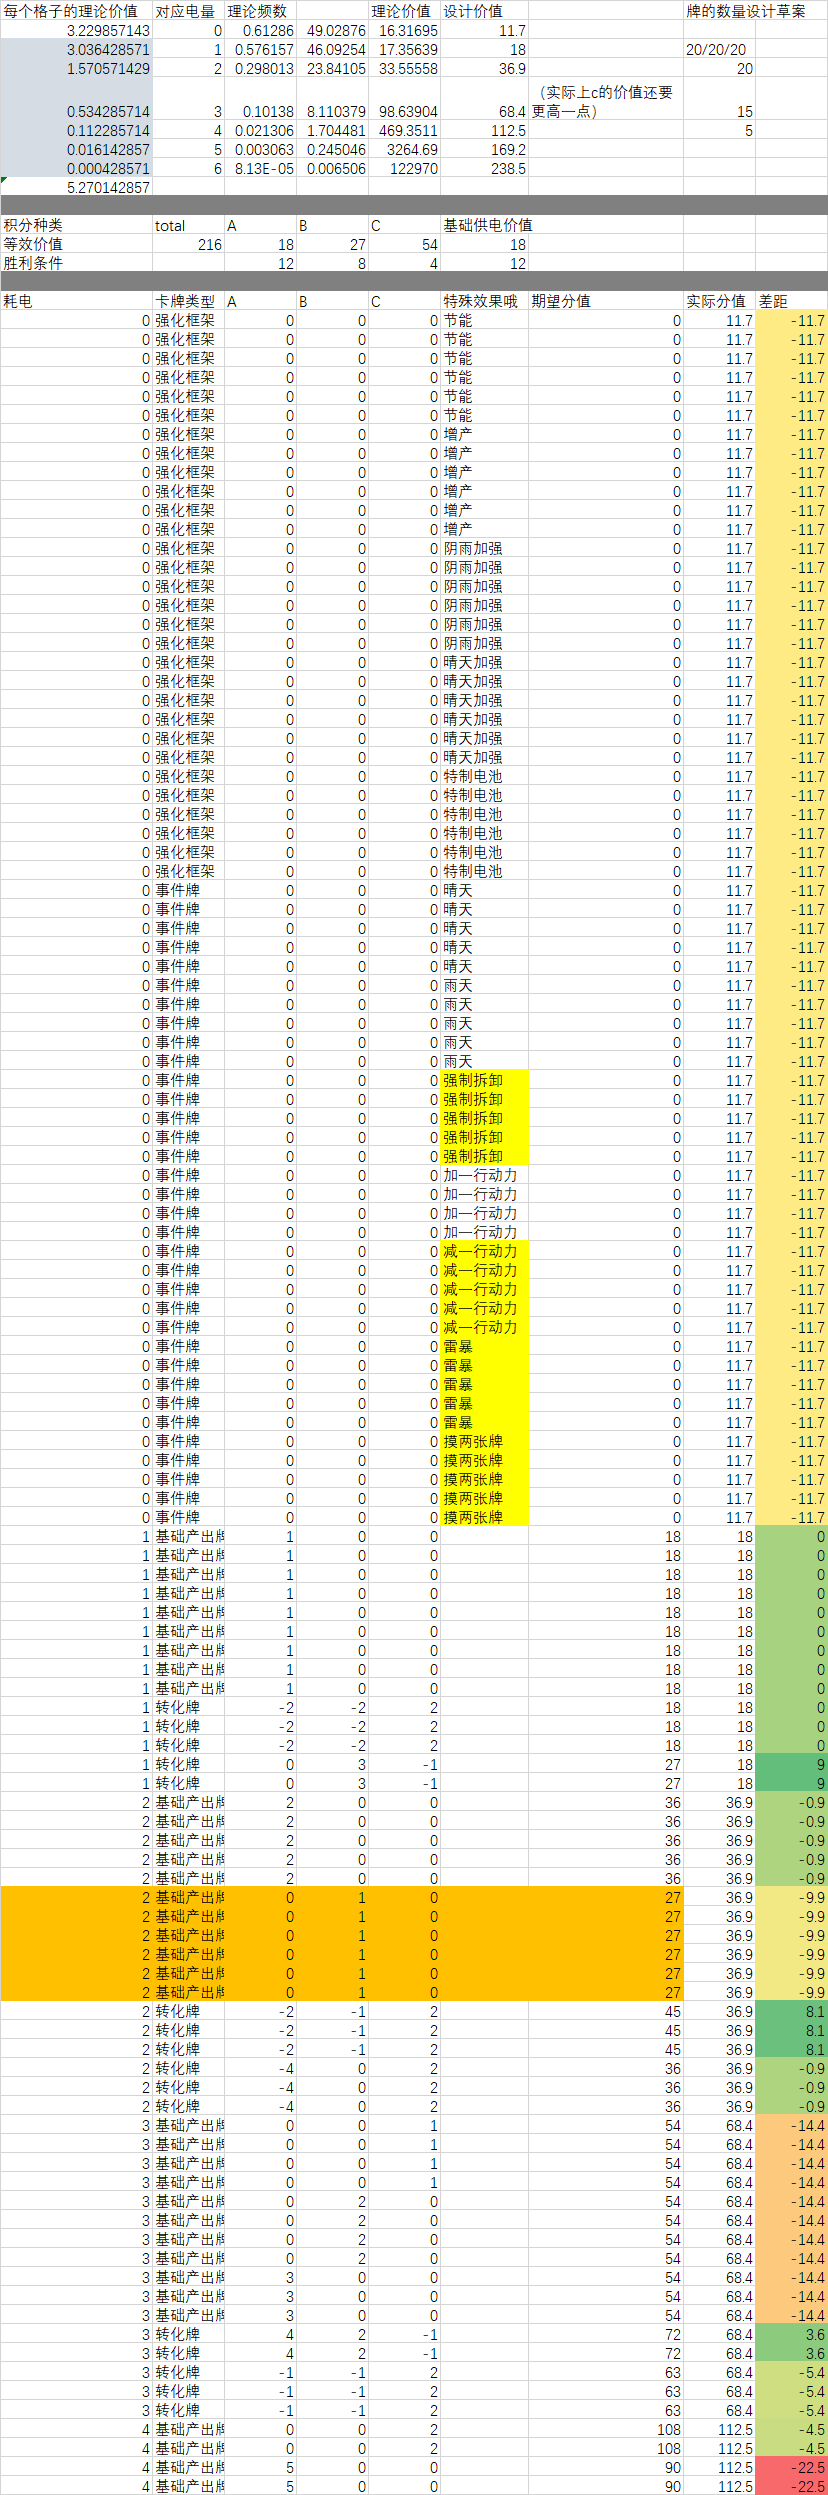 每个格子的理论价值 对应电量 理论频数 理论价值 设计价值 牌的数量设计草案
3.229857143 0 0.61286 49.02876 16.31695 11.7
3.036428571 1 0.576157 46.09254 17.35639 18 20/20/20
1.570571429 2 0.298013 23.84105 33.55558 36.9 20
（实际上c的价值还要
0.534285714 3 0.10138 8.110379 98.63904 68.4 更高一点） 15
0.112285714 4 0.021306 1.704481 469.3511 112.5 5
0.016142857 5 0.003063 0.245046 3264.69 169.2
0.000428571 6 8.13E-05 0.006506 122970 238.5
5.270142857
积分种类 total A B C 基础供电价值
等效价值 216 18 27 54 18
胜利条件 12 8 4 12
耗电 卡牌类型 A B C 特殊效果哦 期望分值 实际分值 差距
0 强化框架 0 0 0 节能 0 11.7 -11.7
0 强化框架 0 0 0 节能 0 11.7 -11.7
0 强化框架 0 0 0 节能 0 11.7 -11.7
0 强化框架 0 0 0 节能 0 11.7 -11.7
0 强化框架 0 0 0 节能 0 11.7 -11.7
0 强化框架 0 0 0 节能 0 11.7 -11.7
0 强化框架 0 0 0 增产 0 11.7 -11.7
0 强化框架 0 0 0 增产 0 11.7 -11.7
0 强化框架 0 0 0 增产 0 11.7 -11.7
0 强化框架 0 0 0 增产 0 11.7 -11.7
0 强化框架 0 0 0 增产 0 11.7 -11.7
0 强化框架 0 0 0 增产 0 11.7 -11.7
0 强化框架 0 0 0 阴雨加强 0 11.7 -11.7
0 强化框架 0 0 0 阴雨加强 0 11.7 -11.7
0 强化框架 0 0 0 阴雨加强 0 11.7 -11.7
0 强化框架 0 0 0 阴雨加强 0 11.7 -11.7
0 强化框架 0 0 0 阴雨加强 0 11.7 -11.7
0 强化框架 0 0 0 阴雨加强 0 11.7 -11.7
0 强化框架 0 0 0 晴天加强 0 11.7 -11.7
0 强化框架 0 0 0 晴天加强 0 11.7 -11.7
0 强化框架 0 0 0 晴天加强 0 11.7 -11.7
0 强化框架 0 0 0 晴天加强 0 11.7 -11.7
0 强化框架 0 0 0 晴天加强 0 11.7 -11.7
0 强化框架 0 0 0 晴天加强 0 11.7 -11.7
0 强化框架 0 0 0 特制电池 0 11.7 -11.7
0 强化框架 0 0 0 特制电池 0 11.7 -11.7
0 强化框架 0 0 0 特制电池 0 11.7 -11.7
0 强化框架 0 0 0 特制电池 0 11.7 -11.7
0 强化框架 0 0 0 特制电池 0 11.7 -11.7
0 强化框架 0 0 0 特制电池 0 11.7 -11.7
0 事件牌 0 0 0 晴天 0 11.7 -11.7
0 事件牌 0 0 0 晴天 0 11.7 -11.7
0 事件牌 0 0 0 晴天 0 11.7 -11.7
0 事件牌 0 0 0 晴天 0 11.7 -11.7
0 事件牌 0 0 0 晴天 0 11.7 -11.7
0 事件牌 0 0 0 雨天 0 11.7 -11.7
0 事件牌 0 0 0 雨天 0 11.7 -11.7
0 事件牌 0 0 0 雨天 0 11.7 -11.7
0 事件牌 0 0 0 雨天 0 11.7 -11.7
0 事件牌 0 0 0 雨天 0 11.7 -11.7
0 事件牌 0 0 0 强制拆卸 0 11.7 -11.7
0 事件牌 0 0 0 强制拆卸 0 11.7 -11.7
0 事件牌 0 0 0 强制拆卸 0 11.7 -11.7
0 事件牌 0 0 0 强制拆卸 0 11.7 -11.7
0 事件牌 0 0 0 强制拆卸 0 11.7 -11.7
0 事件牌 0 0 0 加一行动力 0 11.7 -11.7
0 事件牌 0 0 0 加一行动力 0 11.7 -11.7
0 事件牌 0 0 0 加一行动力 0 11.7 -11.7
0 事件牌 0 0 0 加一行动力 0 11.7 -11.7
0 事件牌 0 0 0 减一行动力 0 11.7 -11.7
0 事件牌 0 0 0 减一行动力 0 11.7 -11.7
0 事件牌 0 0 0 减一行动力 0 11.7 -11.7
0 事件牌 0 0 0 减一行动力 0 11.7 -11.7
0 事件牌 0 0 0 减一行动力 0 11.7 -11.7
0 事件牌 0 0 0 雷暴 0 11.7 -11.7
0 事件牌 0 0 0 雷暴 0 11.7 -11.7
0 事件牌 0 0 0 雷暴 0 11.7 -11.7
0 事件牌 0 0 0 雷暴 0 11.7 -11.7
0 事件牌 0 0 0 雷暴 0 11.7 -11.7
0 事件牌 0 0 0 摸两张牌 0 11.7 -11.7
0 事件牌 0 0 0 摸两张牌 0 11.7 -11.7
0 事件牌 0 0 0 摸两张牌 0 11.7 -11.7
0 事件牌 0 0 0 摸两张牌 0 11.7 -11.7
0 事件牌 0 0 0 摸两张牌 0 11.7 -11.7
1 基础产出牌 1 0 0 18 18 0
1 基础产出牌 1 0 0 18 18 0
1 基础产出牌 1 0 0 18 18 0
1 基础产出牌 1 0 0 18 18 0
1 基础产出牌 1 0 0 18 18 0
1 基础产出牌 1 0 0 18 18 0
1 基础产出牌 1 0 0 18 18 0
1 基础产出牌 1 0 0 18 18 0
1 基础产出牌 1 0 0 18 18 0
1 转化牌 -2 -2 2 18 18 0
1 转化牌 -2 -2 2 18 18 0
1 转化牌 -2 -2 2 18 18 0
1 转化牌 0 3 -1 27 18 9
1 转化牌 0 3 -1 27 18 9
2 基础产出牌 2 0 0 36 36.9 -0.9
2 基础产出牌 2 0 0 36 36.9 -0.9
2 基础产出牌 2 0 0 36 36.9 -0.9
2 基础产出牌 2 0 0 36 36.9 -0.9
2 基础产出牌 2 0 0 36 36.9 -0.9
2 基础产出牌 0 1 0 27 36.9 -9.9
2 基础产出牌 0 1 0 27 36.9 -9.9
2 基础产出牌 0 1 0 27 36.9 -9.9
2 基础产出牌 0 1 0 27 36.9 -9.9
2 基础产出牌 0 1 0 27 36.9 -9.9
2 基础产出牌 0 1 0 27 36.9 -9.9
2 转化牌 -2 -1 2 45 36.9 8.1
2 转化牌 -2 -1 2 45 36.9 8.1
2 转化牌 -2 -1 2 45 36.9 8.1
2 转化牌 -4 0 2 36 36.9 -0.9
2 转化牌 -4 0 2 36 36.9 -0.9
2 转化牌 -4 0 2 36 36.9 -0.9
3 基础产出牌 0 0 1 54 68.4 -14.4
3 基础产出牌 0 0 1 54 68.4 -14.4
3 基础产出牌 0 0 1 54 68.4 -14.4
3 基础产出牌 0 0 1 54 68.4 -14.4
3 基础产出牌 0 2 0 54 68.4 -14.4
3 基础产出牌 0 2 0 54 68.4 -14.4
3 基础产出牌 0 2 0 54 68.4 -14.4
3 基础产出牌 0 2 0 54 68.4 -14.4
3 基础产出牌 3 0 0 54 68.4 -14.4
3 基础产出牌 3 0 0 54 68.4 -14.4
3 基础产出牌 3 0 0 54 68.4 -14.4
3 转化牌 4 2 -1 72 68.4 3.6
3 转化牌 4 2 -1 72 68.4 3.6
3 转化牌 -1 -1 2 63 68.4 -5.4
3 转化牌 -1 -1 2 63 68.4 -5.4
3 转化牌 -1 -1 2 63 68.4 -5.4
4 基础产出牌 0 0 2 108 112.5 -4.5
4 基础产出牌 0 0 2 108 112.5 -4.5
4 基础产出牌 5 0 0 90 112.5 -22.5
4 基础产出牌 5 0 0 90 112.5 -22.5